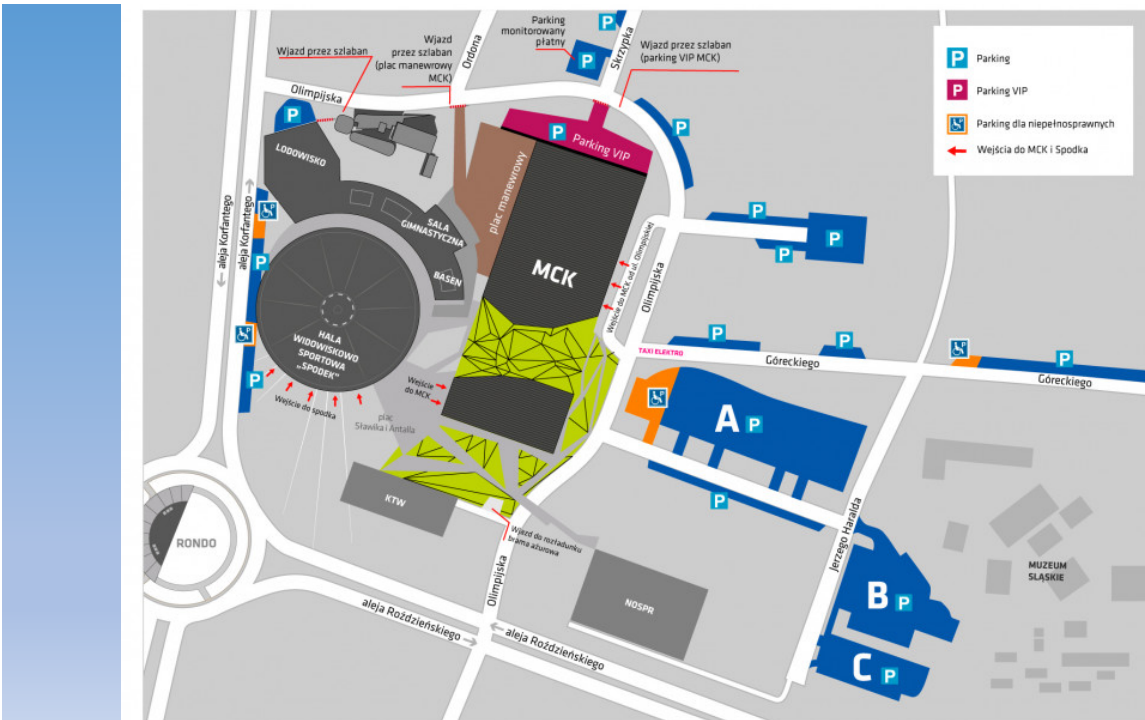 Wjazd przez szlaban
Wjazd
przez szlaban
(plac manewrowy
MCK)
Ordona
Parking
monitorowany
płatny
P
P
Skrzypka
Wjazd przez szlaban
(parking VIP MCK)
P Parking
P Parking VIP
P Parking dla niepełnosprawnych
Wejścia do MCK i Spodka
Olimpijska
P
P Parking VIP
P
LODOWISKO
plac manewrowy
aleja Korfantego
aleja Korfantego
P
P
SALA
GIMNASTYCZNA
BASEN
MCK
Wejście do MCK od ul. Olimpijskiej
Olimpijska
P
P
P
P
HALA
WIDOWISKOWO
SPORTOWA
„SPODEK"
P
Wejście do spodka
Wejście
do MCK
plac
Sławika i Antalla
TAXI ELEKTRO
P
P
Góreckiego
P
P
Góreckiego
P
A P
P
KTW
Wjazd do rozładunku
brama ażurowa
RONDO
Olimpijska
NOSPR
Jerzego Haralda
B P
C P
MUZEUM
SLĄSKIE
aleja Roździeńskiego
aleja Roździeńskiego